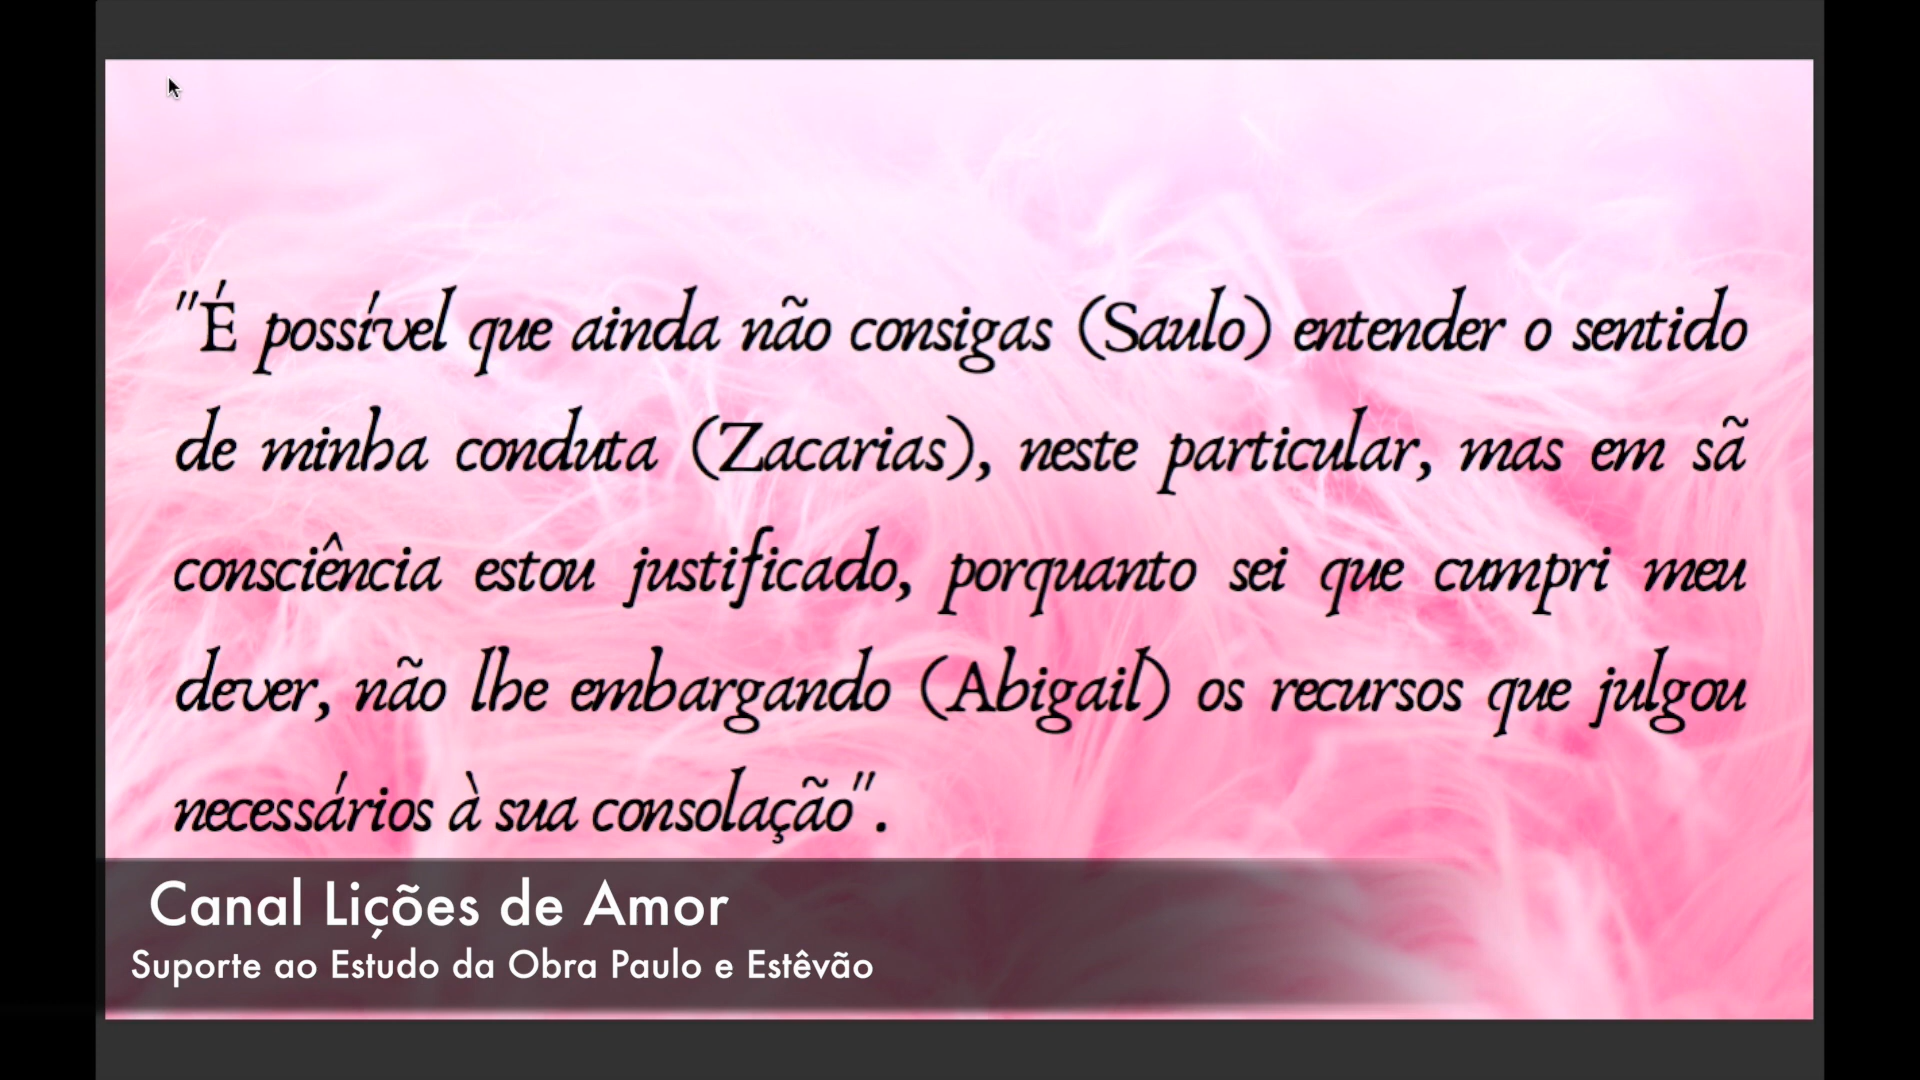 "É possível que ainda não consigas (Saulo) entender o sentido
de minha conduta (Zacarias), neste particular, mas em sã
consciência estou justificado, porquanto sei que cumpri meu
dever, não lhe embargando (Abigail) os recursos que julgou
necessários à sua consolação".
Canal Lições de Amor
Suporte ao Estudo da Obra Paulo e Estêvão